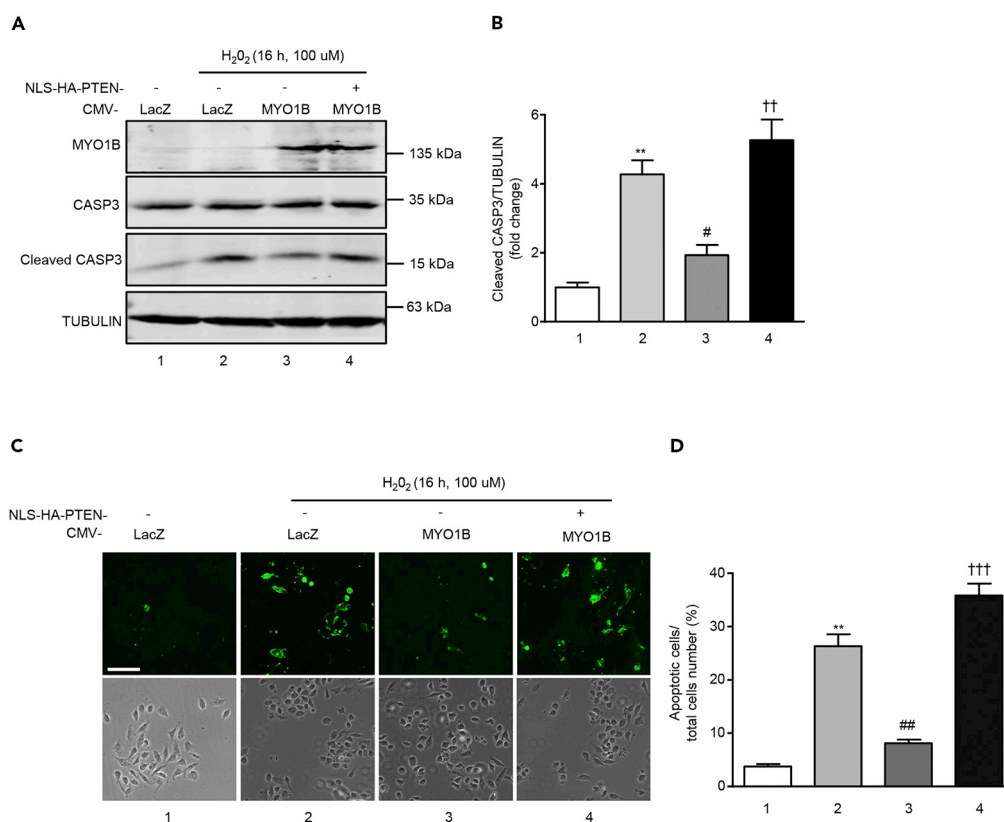 A
H202 (16 h, 100 uM)
NLS-HA-PTEN- - - - +
CMV- LacZ LacZ MYO1B MYO1B
MYO1B
135 kDa
CASP3
35 kDa
Cleaved CASP3
15 kDa
63 kDa
TUBULIN
1 2 3 4
B
Cleaved CASP3/TUBULIN
(fold change)
6
4
2
0
**
#
††
1 2 3 4
C
H202 (16 h, 100 uM)
NLS-HA-PTEN- - - - +
CMV- LacZ LacZ MYO1B MYO1B
1 2 3 4
D
Apoptotic cells/
total cells number (%)
40
30
20
10
0
**
##
†††
1 2 3 4